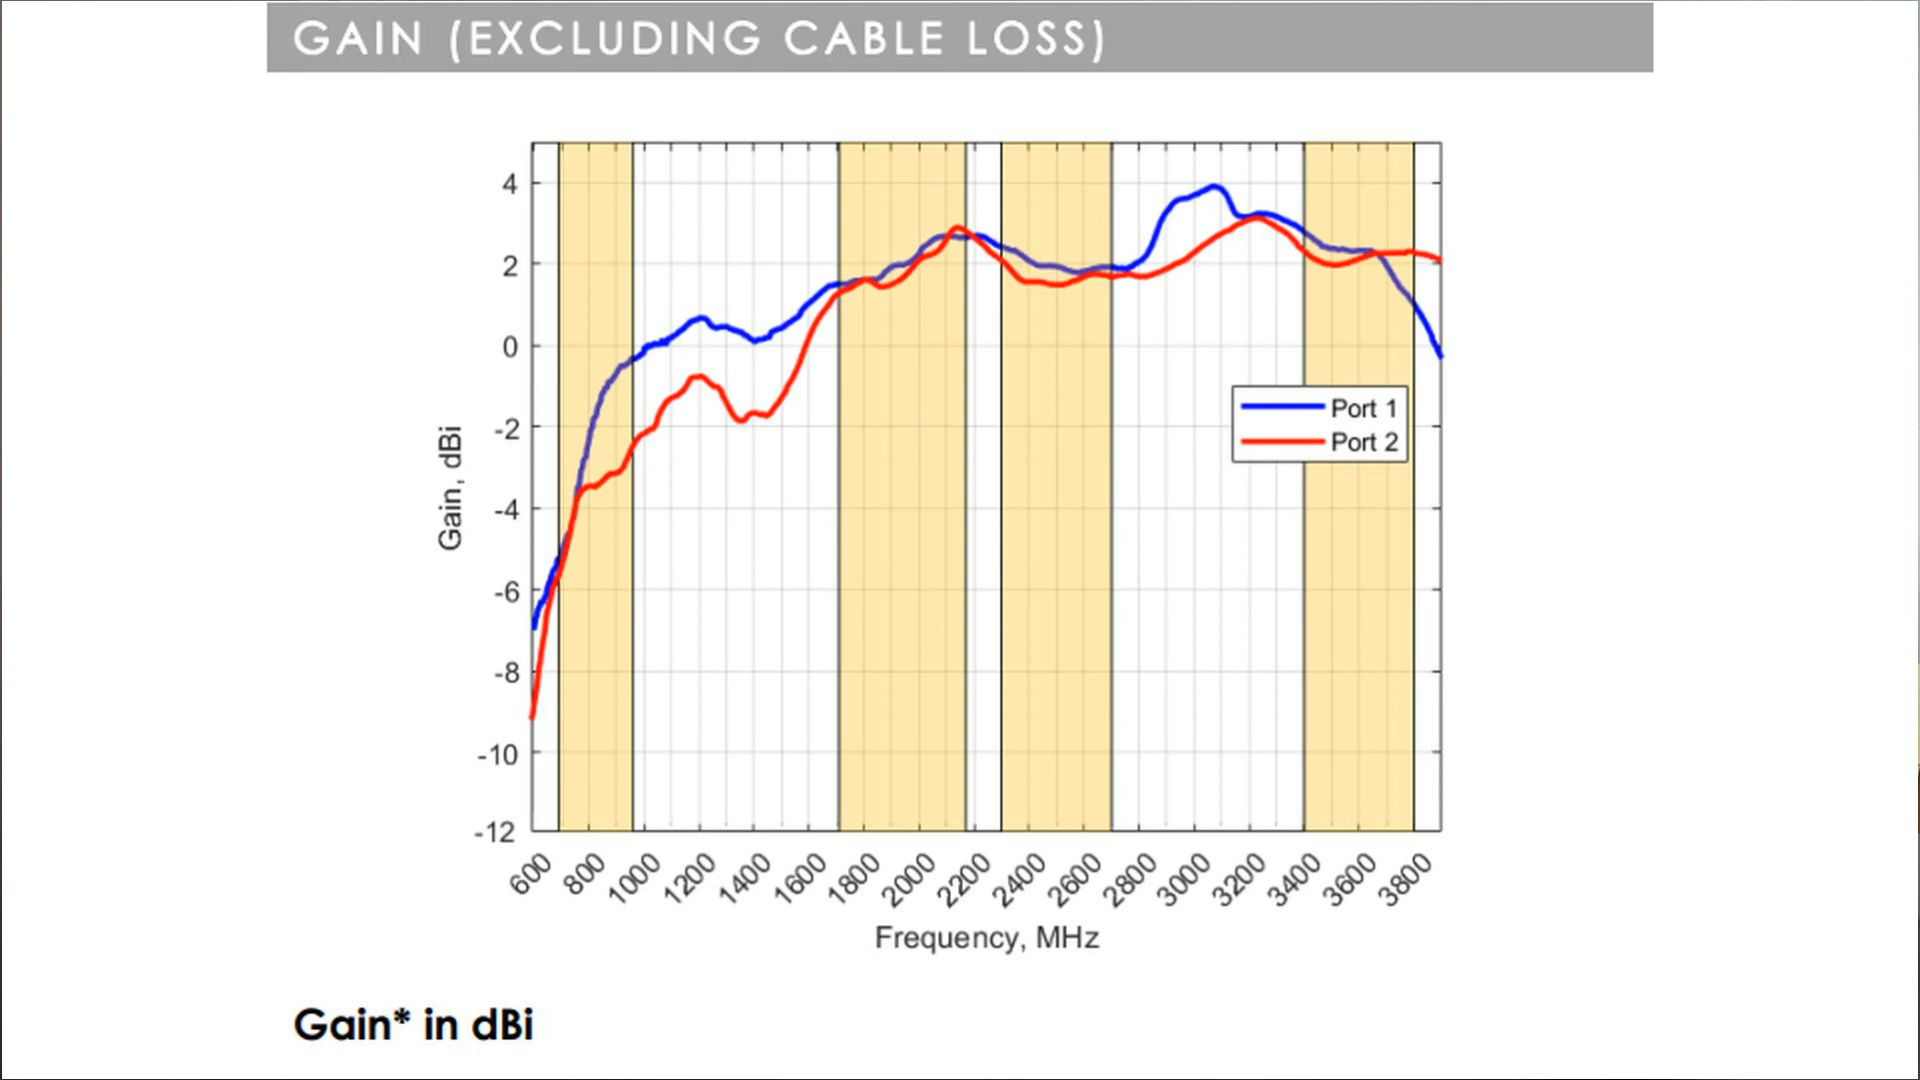 GAIN (EXCLUDING CABLE LOSS)
4
2
0
-2
-4
-6
-8
-10
-12
Gain, dBi
Port 1
Port 2
600 800 1000 1200 1400 1600 1800 2000 2200 2400 2600 2800 3000 3200 3400 3600 3800
Frequency, MHz
Gain* in dBi